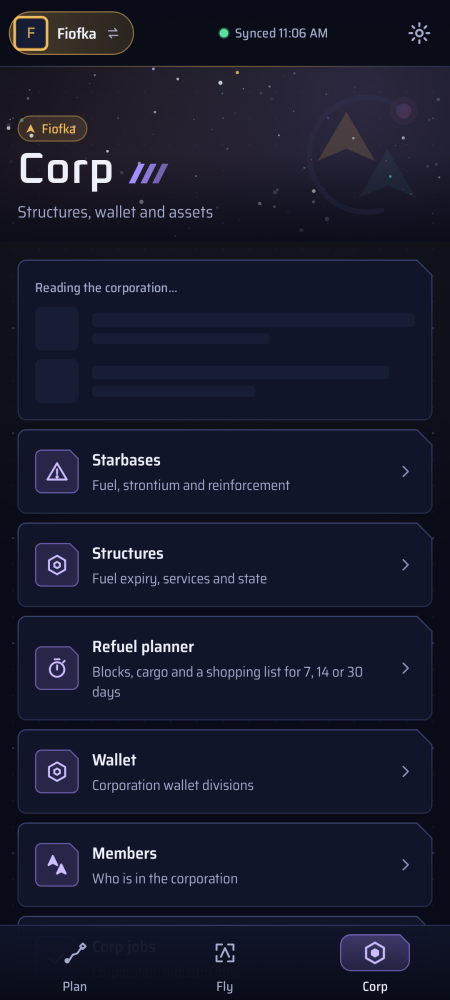 F
Fiofka
Synced 11:06 AM
Fiofka
Corp
Structures, wallet and assets
Reading the corporation...
Starbases
Fuel, strontium and reinforcement
Structures
Fuel expiry, services and state
Refuel planner
Blocks, cargo and a shopping list for 7, 14 or 30
days
Wallet
Corporation wallet divisions
Members
Who is in the corporation
Corp jobs
Plan
Fly
Corp